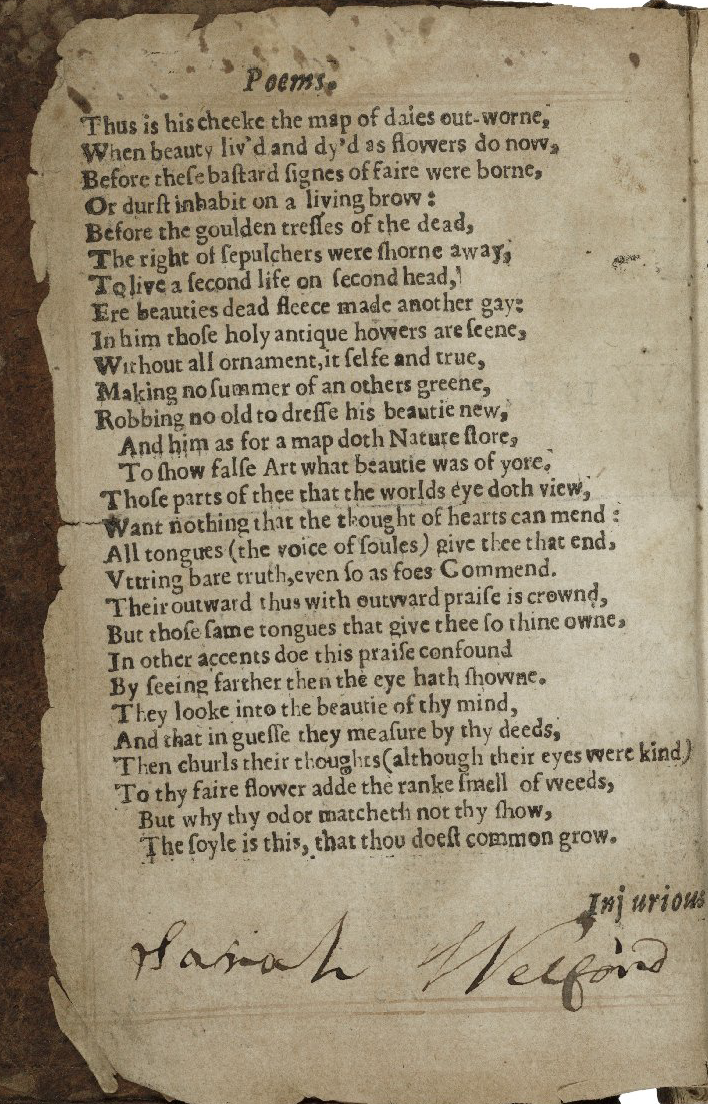 Poems.
Thus is his cheeke the map of daies out-worne,
When beauty liv'd and dy'd as flowers do now,
Before theſe baſtard ſignes of faire were borne,
Or durſt inhabit on a living brow:
Before the goulden treſſes of the dead,
The right of ſepulchers were ſhorne away,
To live a ſecond life on ſecond head,
Ere beauties dead fleece made another gay:
In him thoſe holy antique howers are ſeene,
Without all ornament, it ſelfe and true,
Making no ſummer of an others greene,
Robbing no old to dreſſe his beautie new,
And him as for a map doth Nature ſtore,
To ſhow falſe Art what beautie was of yore.
Thoſe parts of thee that the worlds eye doth view,
Want nothing that the thought of hearts can mend:
All tongues (the voice of ſoules) give thee that end,
Vttring bare truth, even ſo as foes Commend.
Their outward thus with outward praiſe is crownd,
But thoſe ſame tongues that give thee ſo thine owne,
In other accents doe this praiſe confound
By ſeeing farther then the eye hath ſhowne.
They looke into the beautie of thy mind,
And that in gueſſe they meaſure by thy deeds,
Then churls their thoughts (although their eyes were kind)
To thy faire flower adde the ranke ſmell of weeds,
But why thy odor matcheth not thy ſhow,
The ſoyle is this, that thou doeſt common grow.
Injurious
Sarah Welford